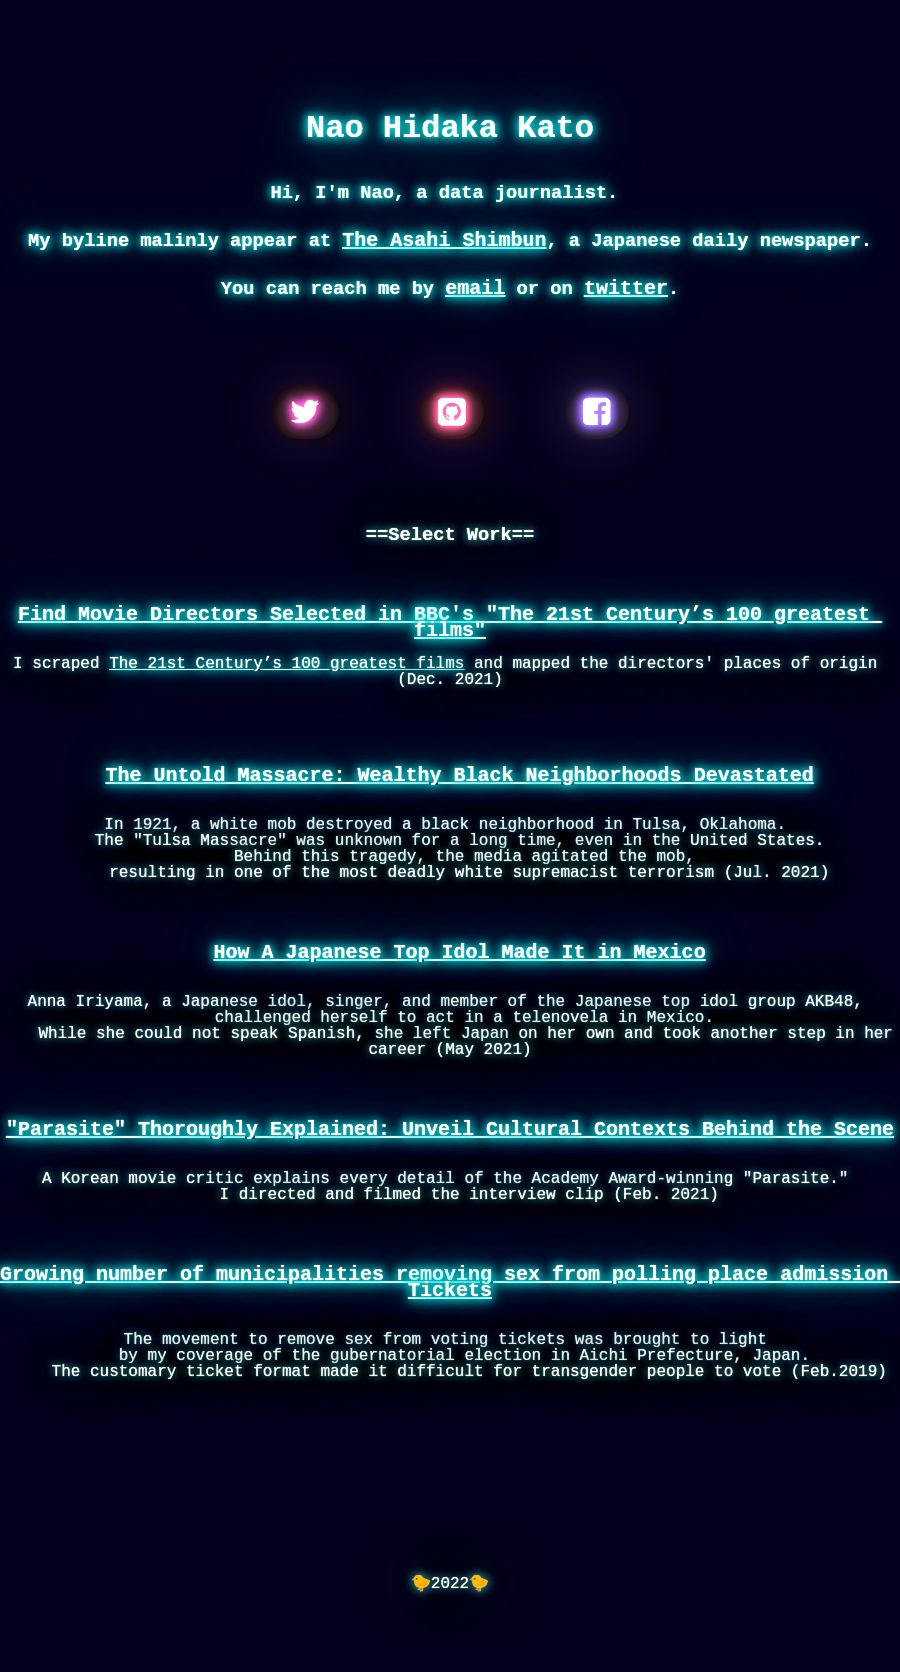 Nao Hidaka Kato
Hi, I'm Nao, a data journalist.
My byline malinly appear at The Asahi Shimbun, a Japanese daily newspaper.
You can reach me by email or on twitter.
==Select Work==
Find Movie Directors Selected in BBC's "The 21st Century’s 100 greatest
films"
I scraped The 21st Century’s 100 greatest films and mapped the directors' places of origin
(Dec. 2021)
The Untold Massacre: Wealthy Black Neighborhoods Devastated
In 1921, a white mob destroyed a black neighborhood in Tulsa, Oklahoma.
The "Tulsa Massacre" was unknown for a long time, even in the United States.
Behind this tragedy, the media agitated the mob,
resulting in one of the most deadly white supremacist terrorism (Jul. 2021)
How A Japanese Top Idol Made It in Mexico
Anna Iriyama, a Japanese idol, singer, and member of the Japanese top idol group AKB48,
challenged herself to act in a telenovela in Mexico.
While she could not speak Spanish, she left Japan on her own and took another step in her
career (May 2021)
"Parasite" Thoroughly Explained: Unveil Cultural Contexts Behind the Scene
A Korean movie critic explains every detail of the Academy Award-winning "Parasite."
I directed and filmed the interview clip (Feb. 2021)
Growing number of municipalities removing sex from polling place admission
Tickets
The movement to remove sex from voting tickets was brought to light
by my coverage of the gubernatorial election in Aichi Prefecture, Japan.
The customary ticket format made it difficult for transgender people to vote (Feb.2019)
🐤2022🐤